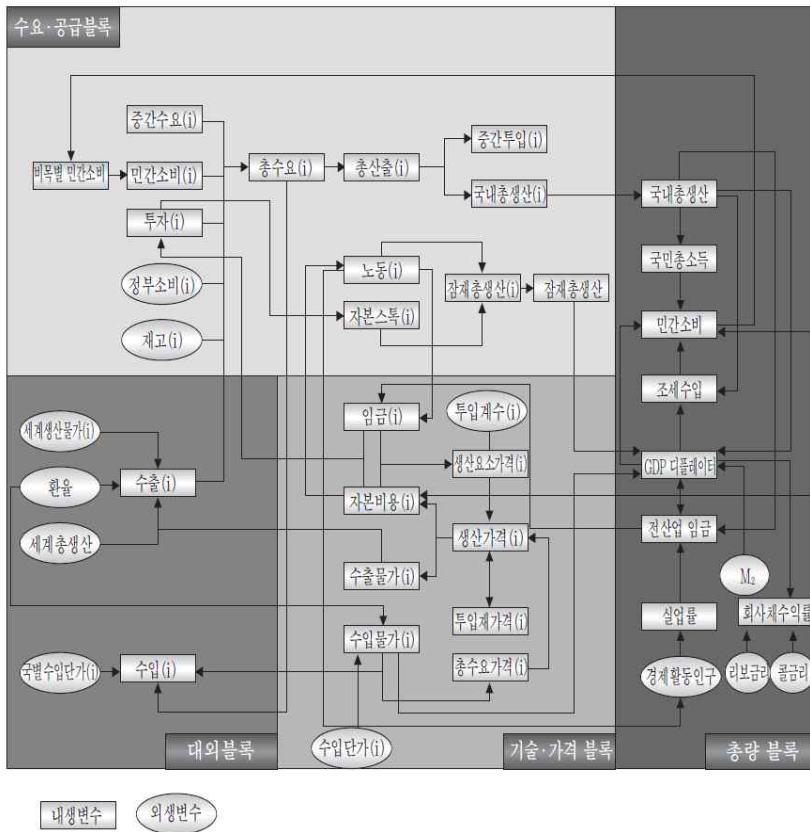 수요·공급블록
중간수요(i)
중간투입(i)
비목별 민간소비
민간소비(i)
총수요(i)
총산출(i)
국내총생산(i)
국내총생산
투자(i)
국민총소득
노동(i)
정부소비(i)
잠재총생산(i)
잠재총생산
자본스톡(i)
민간소비
재고(i)
조세수입
임금(i)
투입계수(i)
세계생산물가(i)
생산요소가격(i)
GDP 디플레이터
환율
수출(i)
자본비용(i)
생산가격(i)
전산업 임금
세계총생산
수출물가(i)
M₂
투입재가격(i)
실업률
회사채수익률
수입물가(i)
국별수입단가(i)
수입(i)
총수요가격(i)
경제활동인구
리보금리
콜금리
수입단가(i)
대외블록
기술·가격 블록
총량 블록
내생변수
외생변수